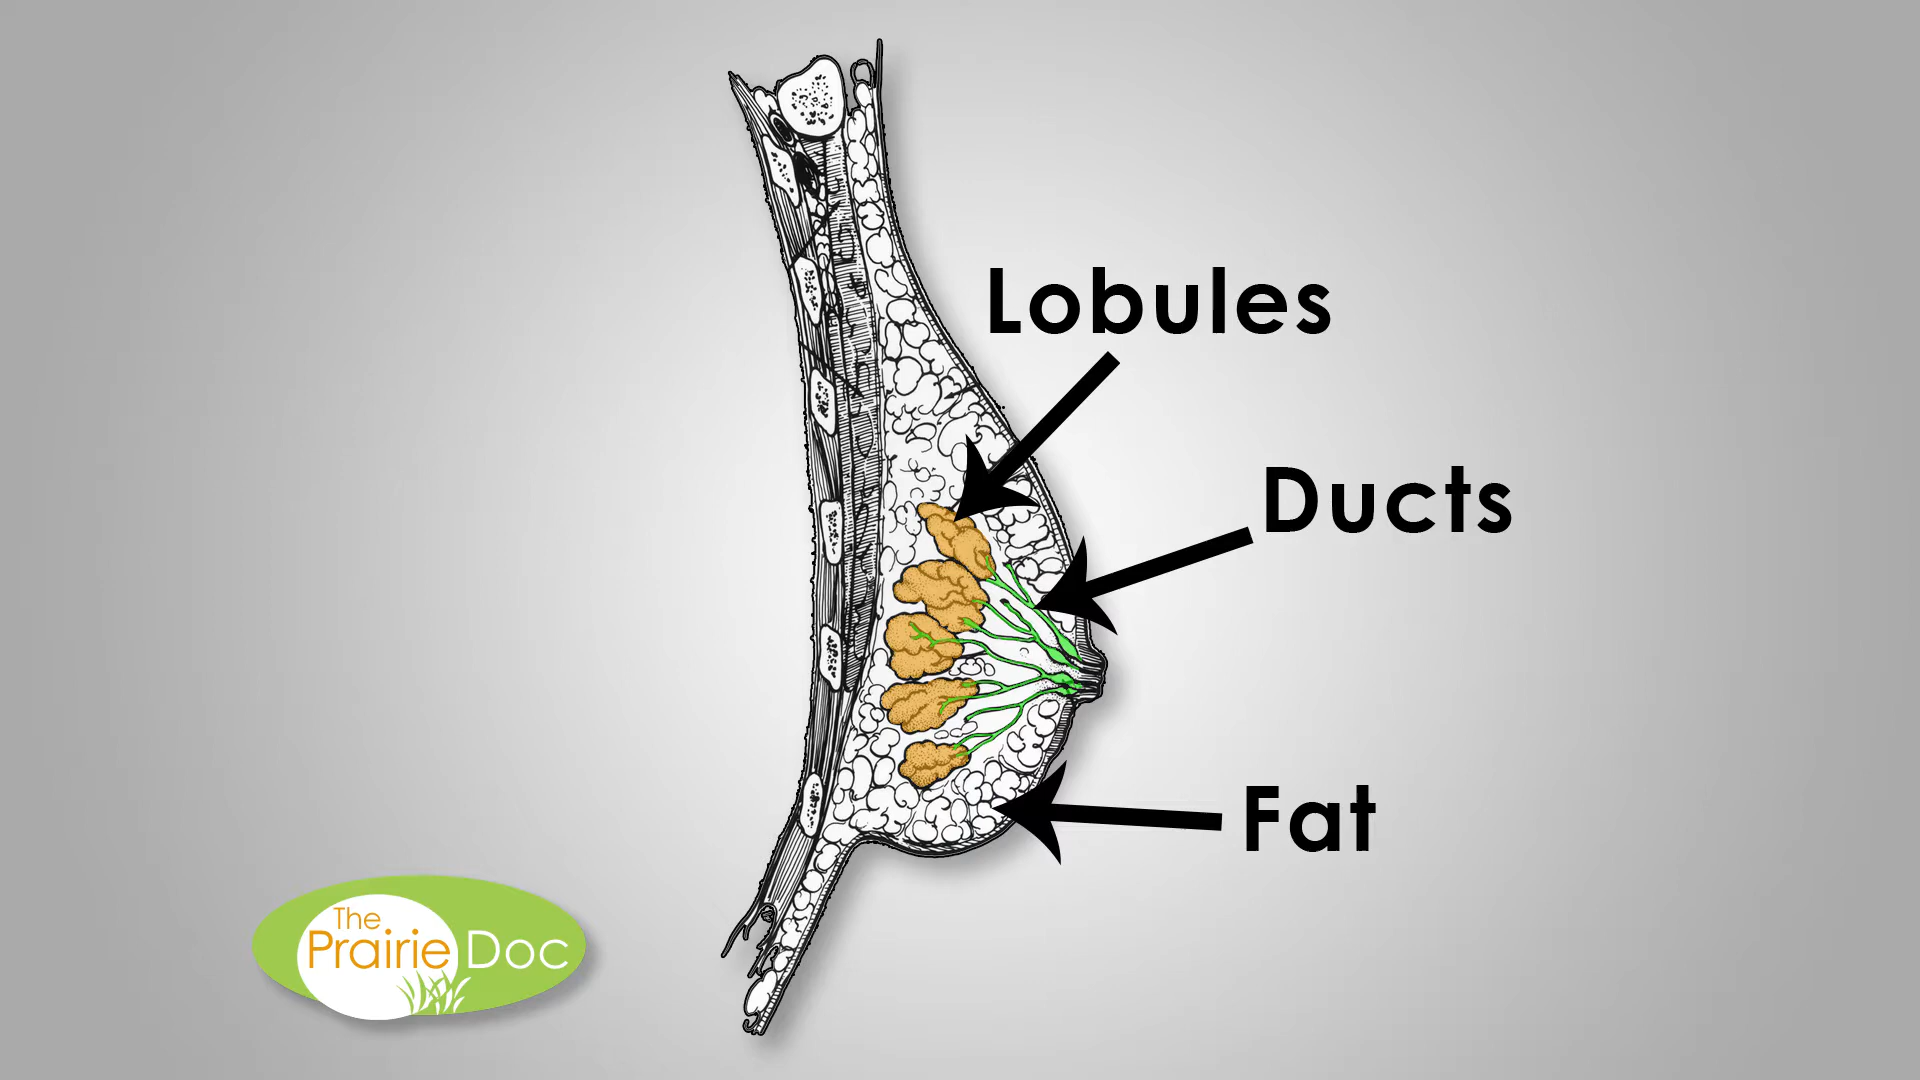 Lobules
Ducts
Fat
The
Prairie Doc